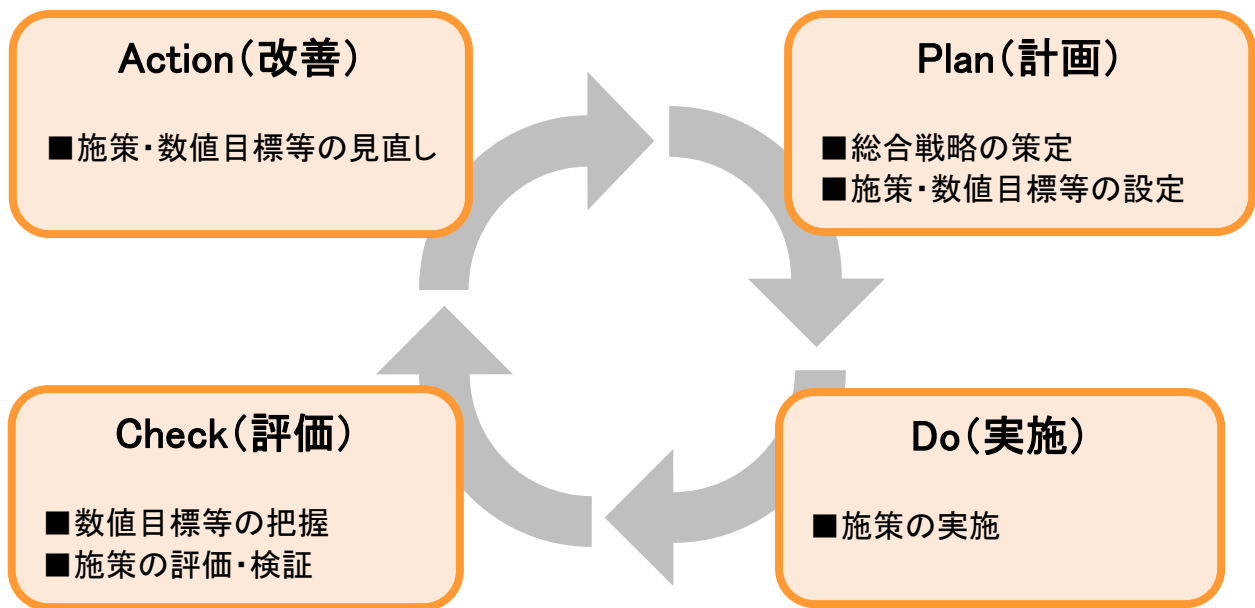 Action（改善）
■施策・数値目標等の見直し
Plan（計画）
■総合戦略の策定
■施策・数値目標等の設定
Check（評価）
■数値目標等の把握
■施策の評価・検証
Do（実施）
■施策の実施